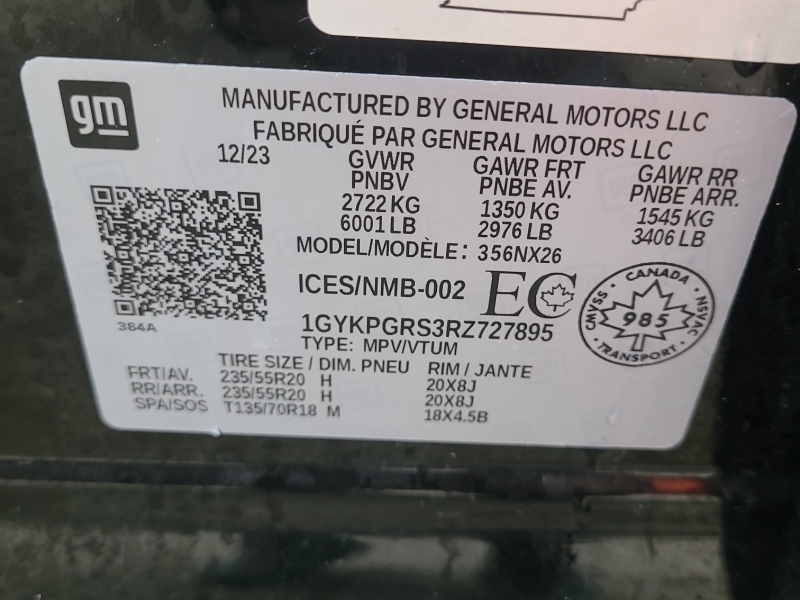 gm
MANUFACTURED BY GENERAL MOTORS LLC
FABRIQUÉ PAR GENERAL MOTORS LLC
12/23 GVWR GAWR FRT GAWR RR
PNBV PNBE AV. PNBE ARR.
2722 KG 1350 KG 1545 KG
6001 LB 2976 LB 3406 LB
MODEL/MODÈLE: 356NX26
ICES/NMB-002 EC
CANADA
CMVSS 985 NSVAC
TRANSPORT
384A
1GYKPGRS3RZ727895
TYPE: MPV/VTUM
TIRE SIZE / DIM. PNEU RIM / JANTE
FRT/AV. 235/55R20 H 20X8J
RR/ARR. 235/55R20 H 20X8J
SPA/SOS T135/70R18 M 18X4.5B